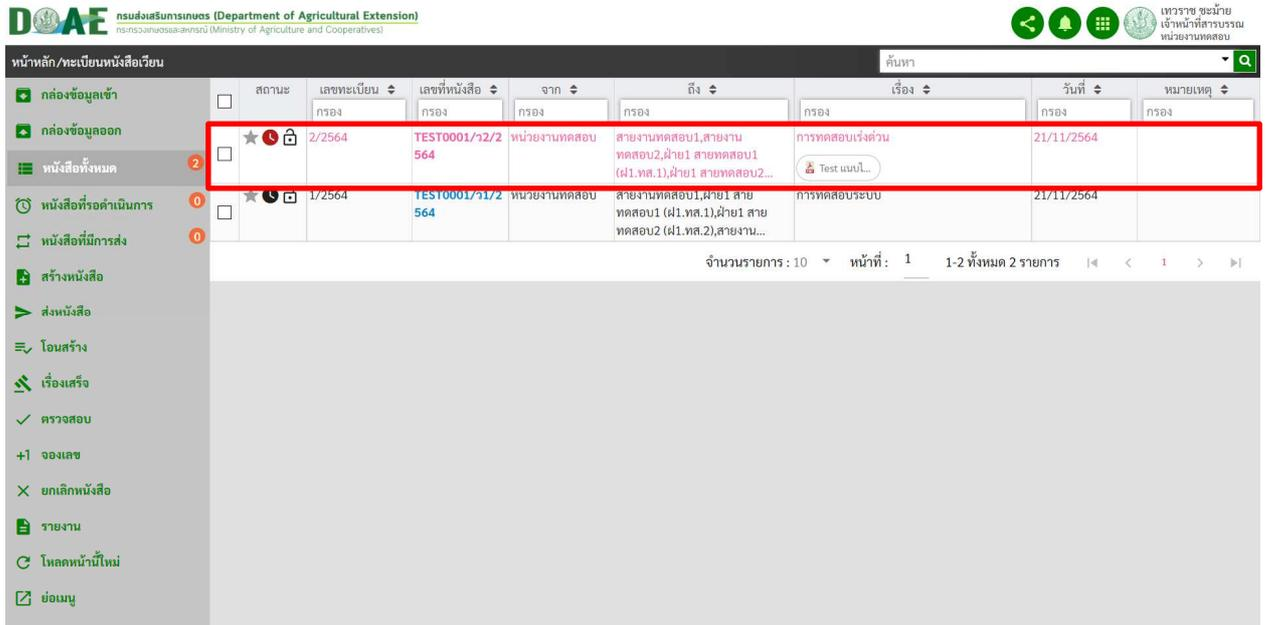 DOAE
กรมส่งเสริมการเกษตร (Department of Agricultural Extension)
กระทรวงเกษตรและสหกรณ์ (Ministry of Agriculture and Cooperatives)
เทวราช ชะม้าย
เจ้าหน้าที่สารบรรณ
หน่วยงานทดสอบ
หน้าหลัก/ทะเบียนหนังสือเวียน
ค้นหา
กล่องข้อมูลเข้า
กล่องข้อมูลออก
หนังสือทั้งหมด 2
หนังสือที่รอดำเนินการ 0
หนังสือที่มีการส่ง 0
สร้างหนังสือ
ส่งหนังสือ
โอนสร้าง
เรื่องเสร็จ
ตรวจสอบ
+1 จองเลข
ยกเลิกหนังสือ
รายงาน
โหลดหน้านี้ใหม่
ย่อเมนู
สถานะ เลขทะเบียน เลขที่หนังสือ จาก ถึง เรื่อง วันที่ หมายเหตุ
กรอง กรอง กรอง กรอง กรอง กรอง กรอง
2/2564 TEST0001/ว2/2 หน่วยงานทดสอบ สายงานทดสอบ1,สายงาน การทดสอบเร่งด่วน 21/11/2564
564 ทดสอบ2,ฝ่าย1 สายทดสอบ1
(ฝ1.ทส.1),ฝ่าย1 สายทดสอบ2... Test แนบไ...
1/2564 TEST0001/ว1/2 หน่วยงานทดสอบ สายงานทดสอบ1,ฝ่าย1 สาย การทดสอบระบบ 21/11/2564
564 ทดสอบ1 (ฝ1.ทส.1),ฝ่าย1 สาย
ทดสอบ2 (ฝ1.ทส.2),สายงาน...
จำนวนรายการ : 10 หน้าที่ : 1 1-2 ทั้งหมด 2 รายการ 1